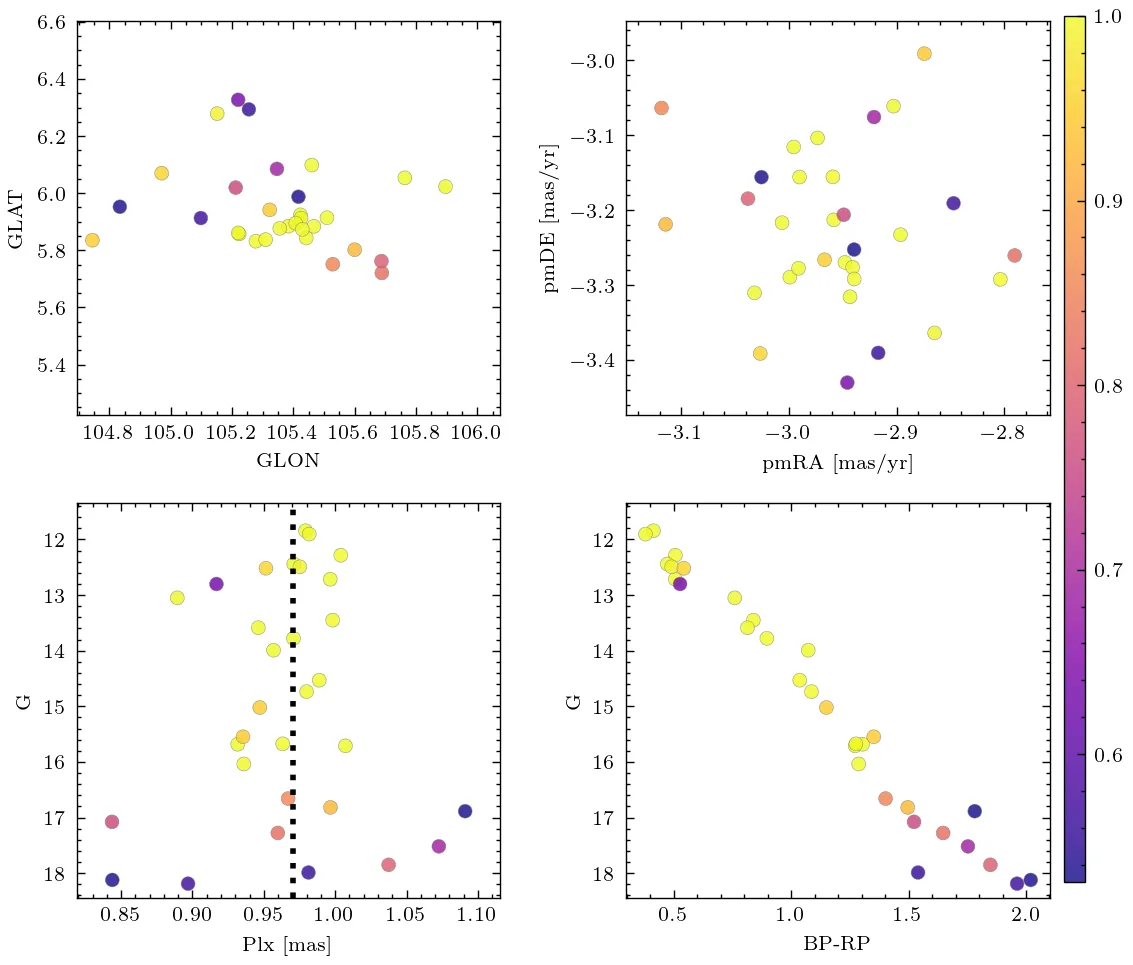 6.6
6.4
6.2
6.0
5.8
5.6
5.4
GLAT
104.8 105.0 105.2 105.4 105.6 105.8 106.0
GLON
−3.0
−3.1
−3.2
−3.3
−3.4
pmDE [mas/yr]
−3.1 −3.0 −2.9 −2.8
pmRA [mas/yr]
1.0
0.9
0.8
0.7
0.6
12
13
14
15
16
17
18
G
0.85 0.90 0.95 1.00 1.05 1.10
Plx [mas]
12
13
14
15
16
17
18
G
0.5 1.0 1.5 2.0
BP-RP